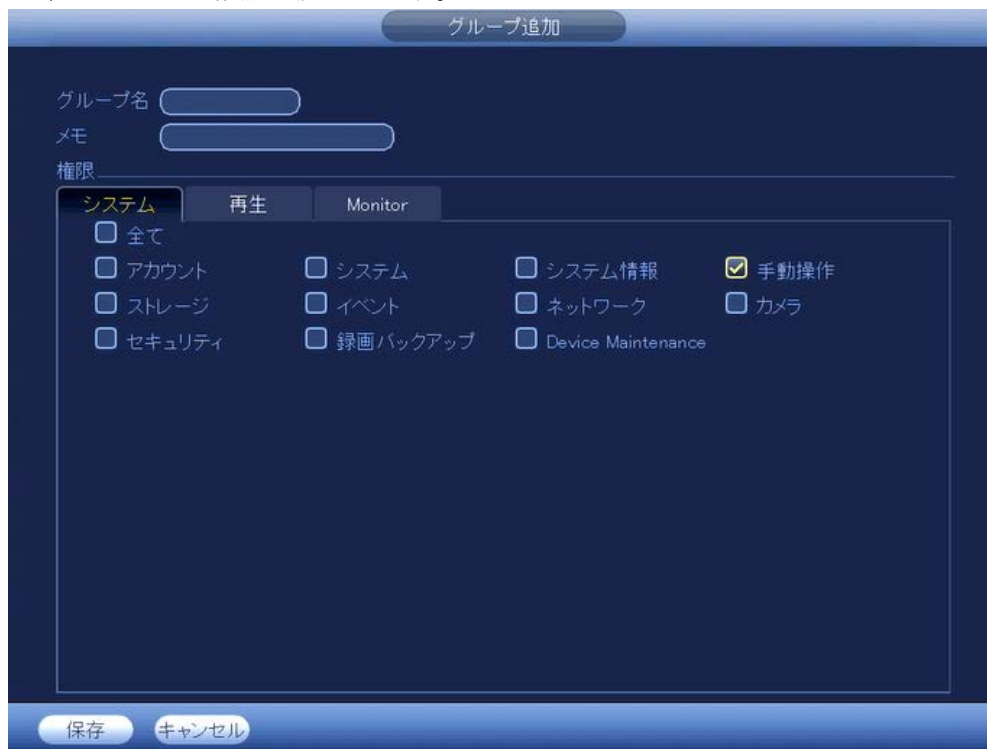 グループ追加
グループ名
メモ
権限
システム 再生 Monitor
全て
アカウント システム システム情報 手動操作
ストレージ イベント ネットワーク カメラ
セキュリティ 録画バックアップ Device Maintenance
保存 キャンセル